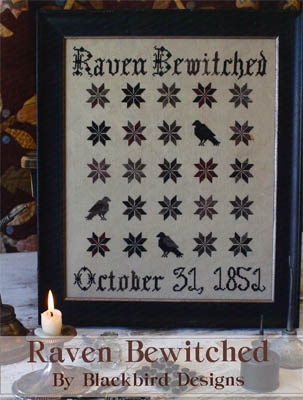 Raven Bewitched
October 31, 1851
Raven Bewitched
By Blackbird Designs